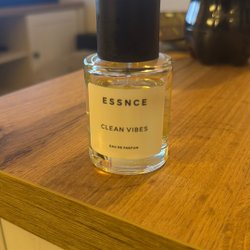 ESSNCE
CLEAN VIBES
EAU DE PARFUM